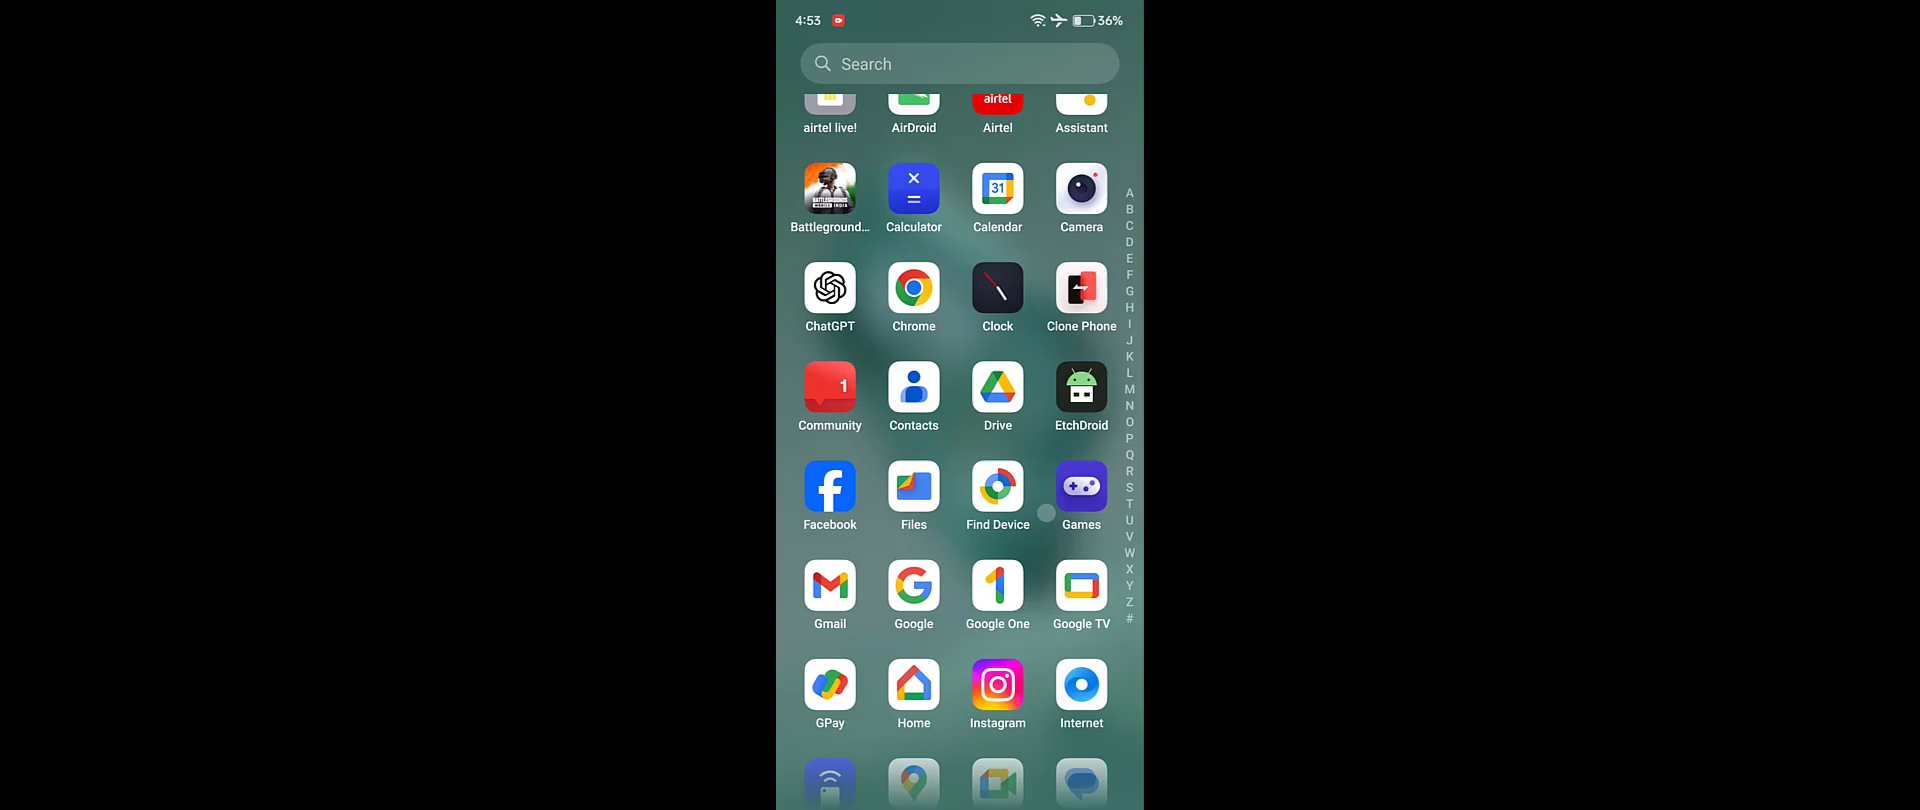 4:53 36%
Search
airtel
airtel live! AirDroid Airtel Assistant
31
Battleground... Calculator Calendar Camera
ChatGPT Chrome Clock Clone Phone
1
Community Contacts Drive EtchDroid
Facebook Files Find Device Games
Gmail Google Google One Google TV
GPay Home Instagram Internet
A
B
C
D
E
F
G
H
I
J
K
L
M
N
O
P
Q
R
S
T
U
V
W
X
Y
Z
#